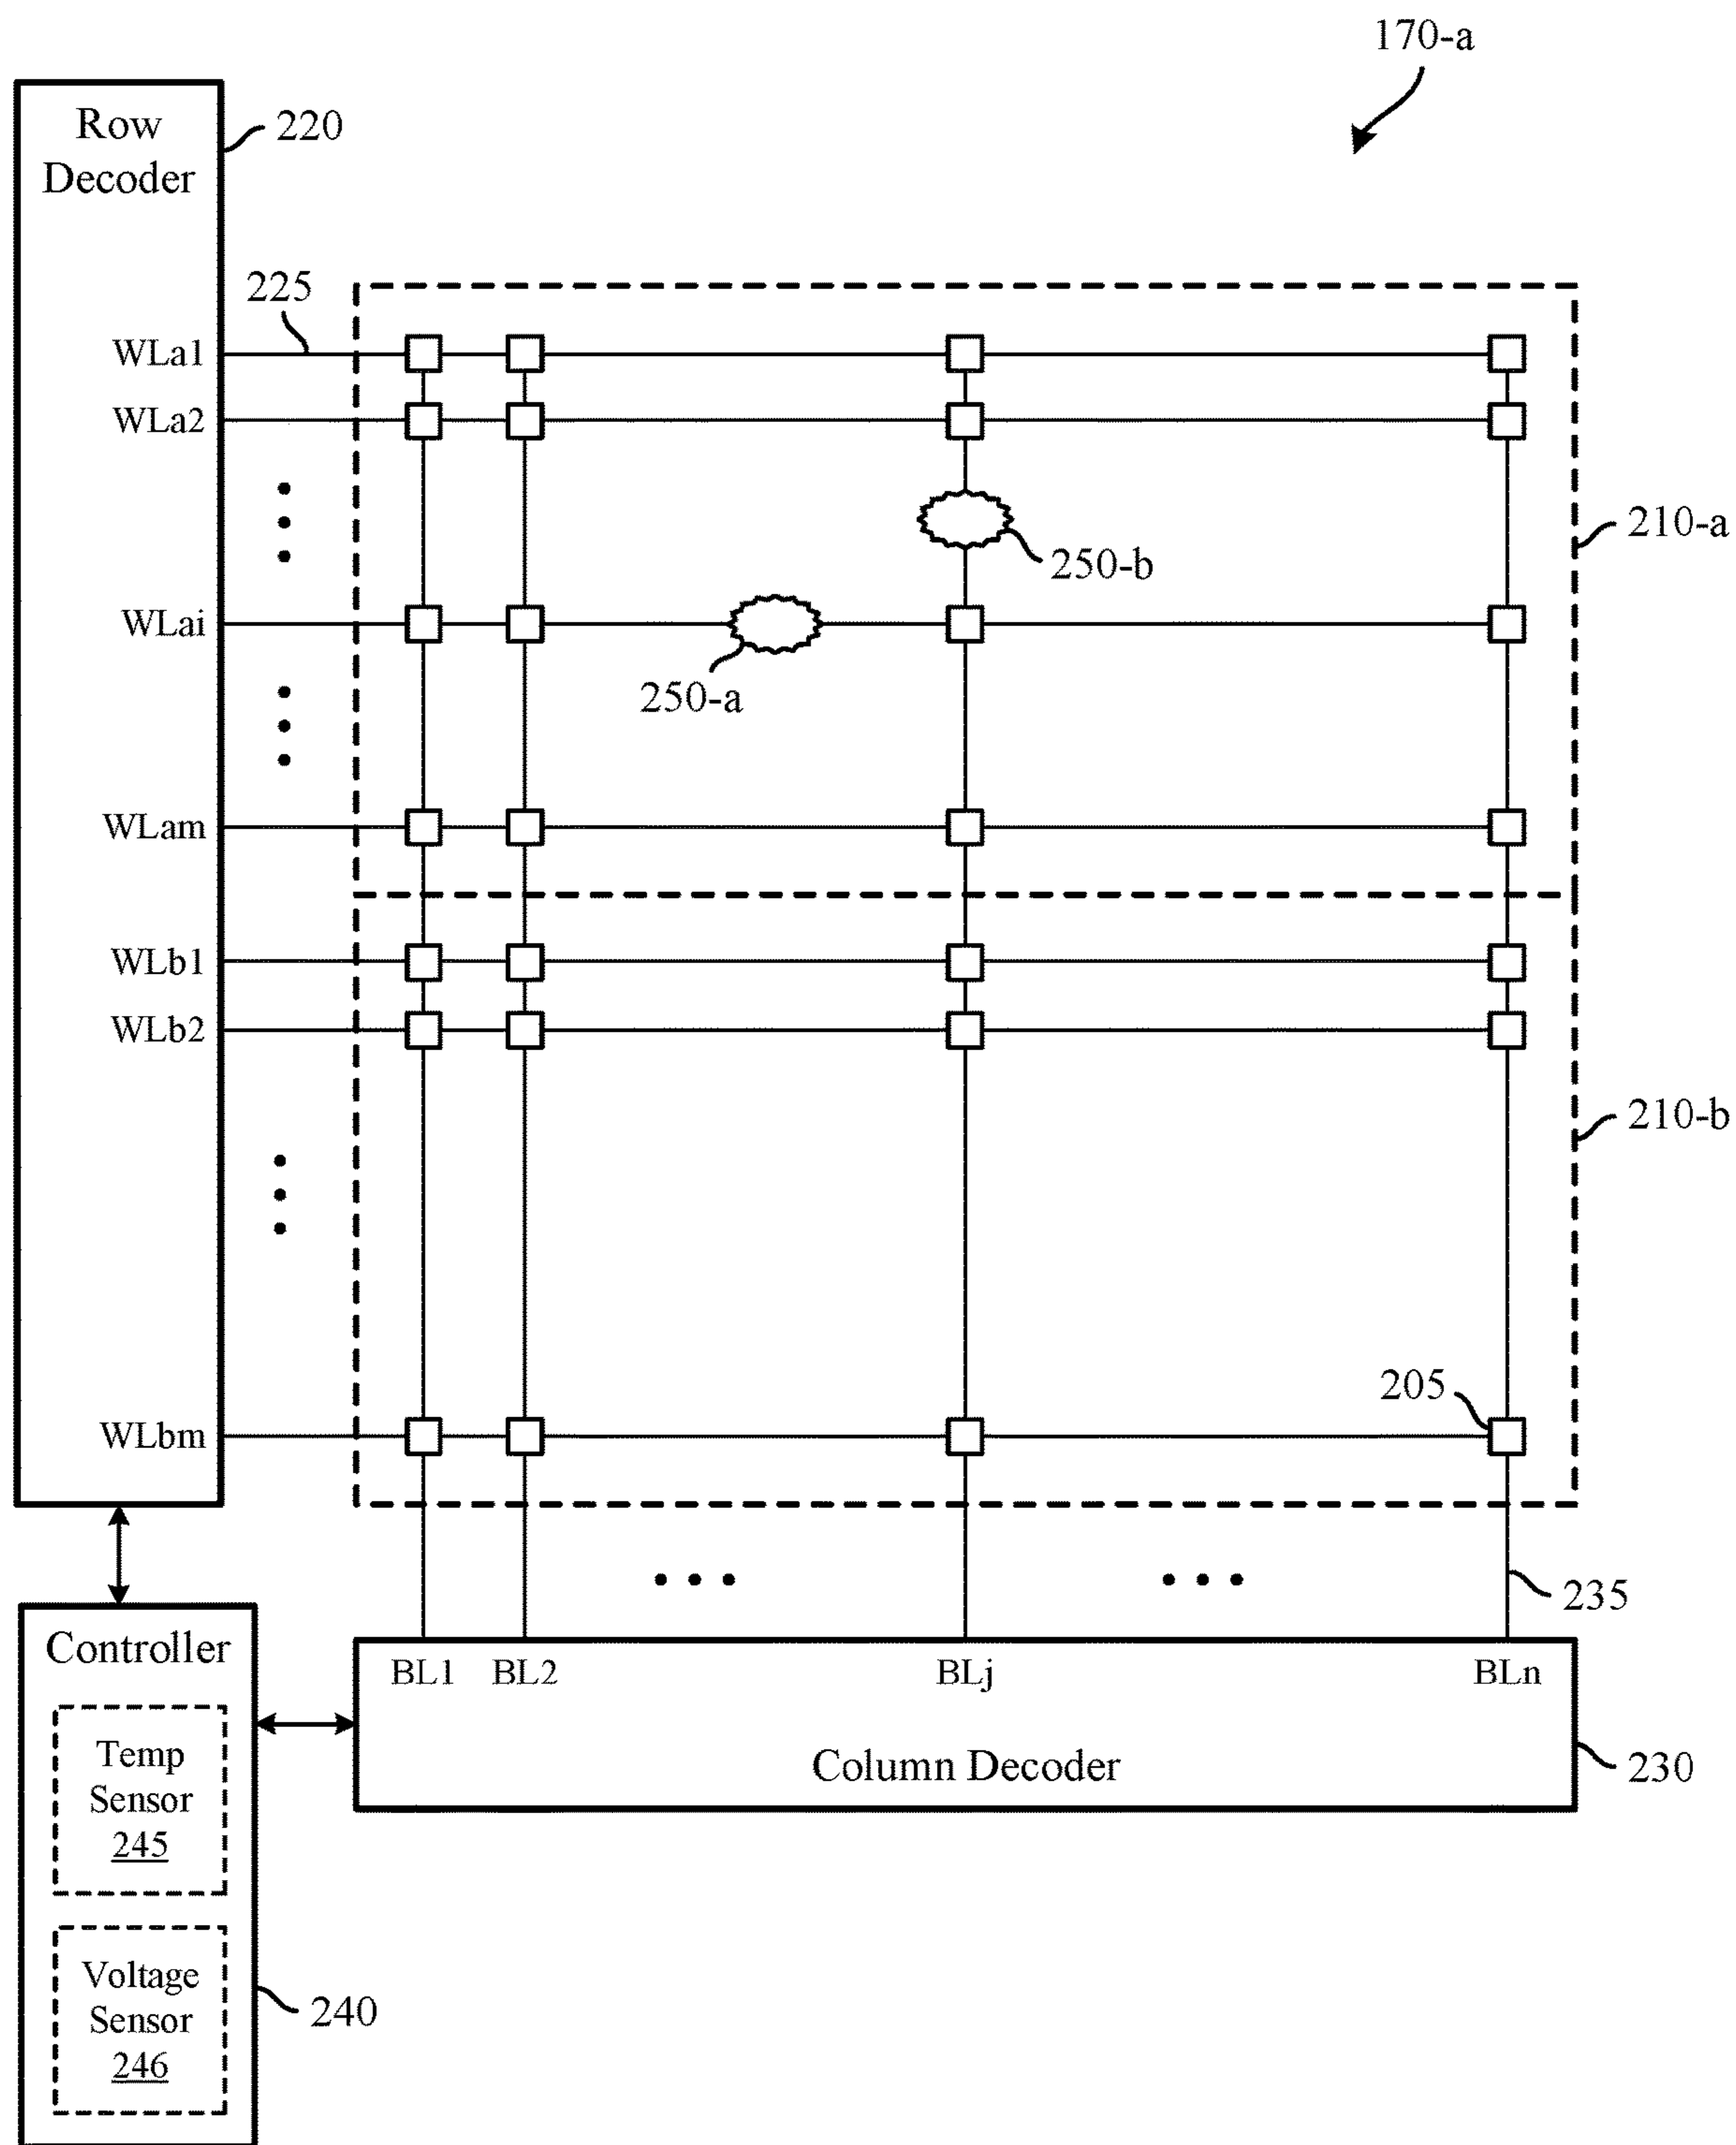 170-a
Row
Decoder
220
225
WLa1
WLa2
210-a
250-b
WLai
250-a
WLam
WLb1
WLb2
210-b
205
WLbm
235
Controller
BL1 BL2 BLj BLn
Temp
Sensor
245
Column Decoder
230
Voltage
Sensor
246
240